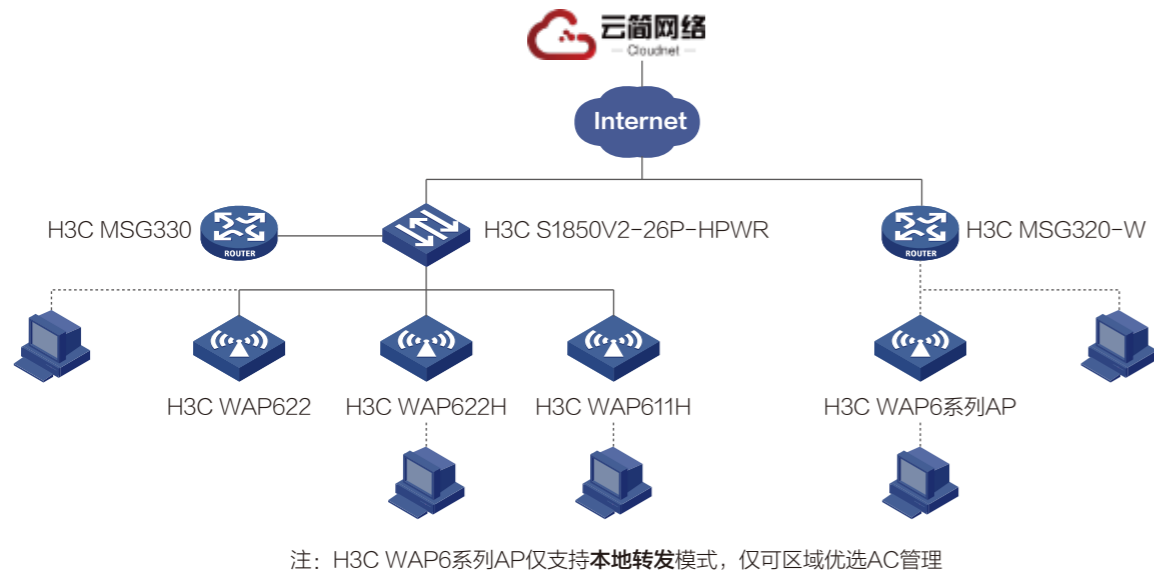 云简网络
Cloudnet
Internet
H3C MSG330
ROUTER
H3C S1850V2-26P-HPWR
ROUTER
H3C MSG320-W
H3C WAP622
H3C WAP622H
H3C WAP611H
H3C WAP6系列AP
注：H3C WAP6系列AP仅支持本地转发模式，仅可区域优选AC管理